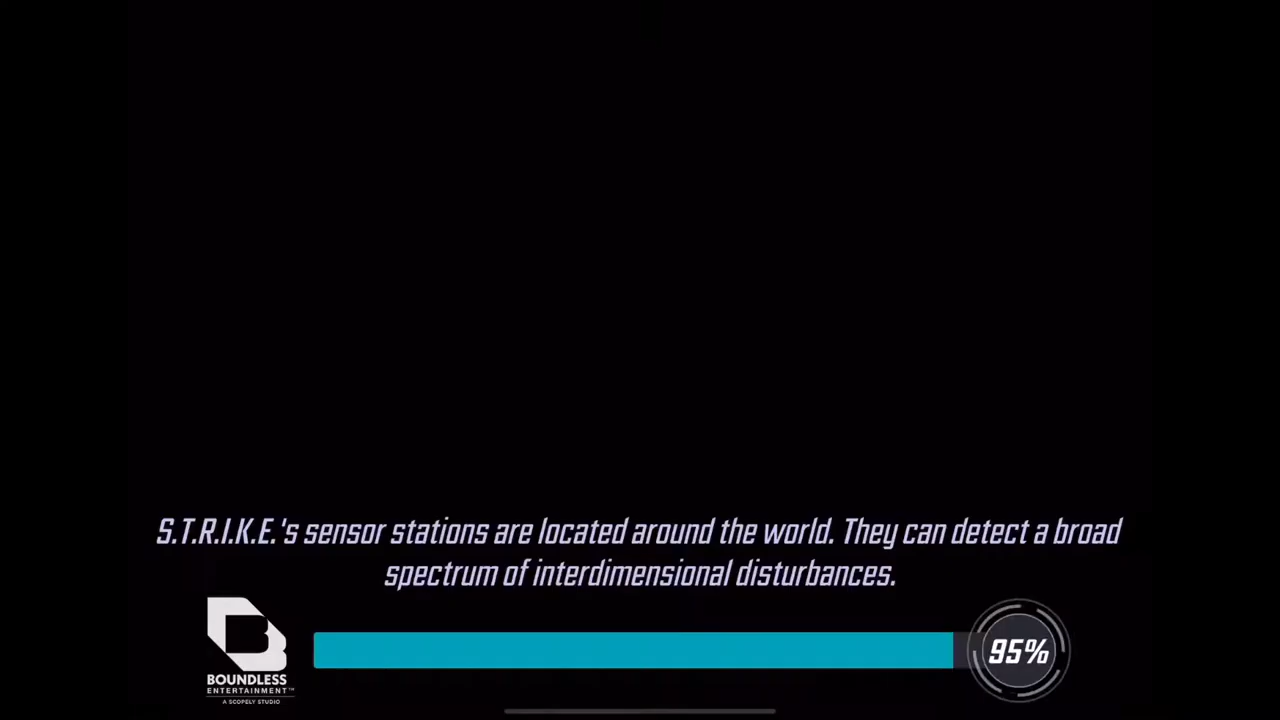 S.T.R.I.K.E.'s sensor stations are located around the world. They can detect a broad
spectrum of interdimensional disturbances.
95%
BOUNDLESS
ENTERTAINMENT™
A SCOPELY STUDIO